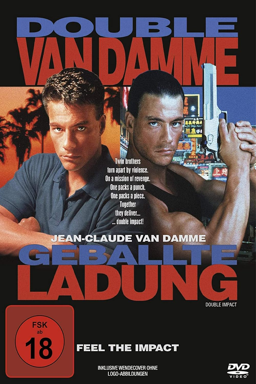 DOUBLE
VAN DAMME
Twin brothers
torn apart by violence.
On a mission of revenge.
One packs a punch.
One packs a piece.
Together
they deliver...
... double impact!
JEAN-CLAUDE VAN DAMME
GEBALLTE
LADUNG
DOUBLE IMPACT
FSK
ab
18
FEEL THE IMPACT
INKLUSIVE WENDECOVER OHNE
LOGO-ABBILDUNGEN
DVD
VIDEO